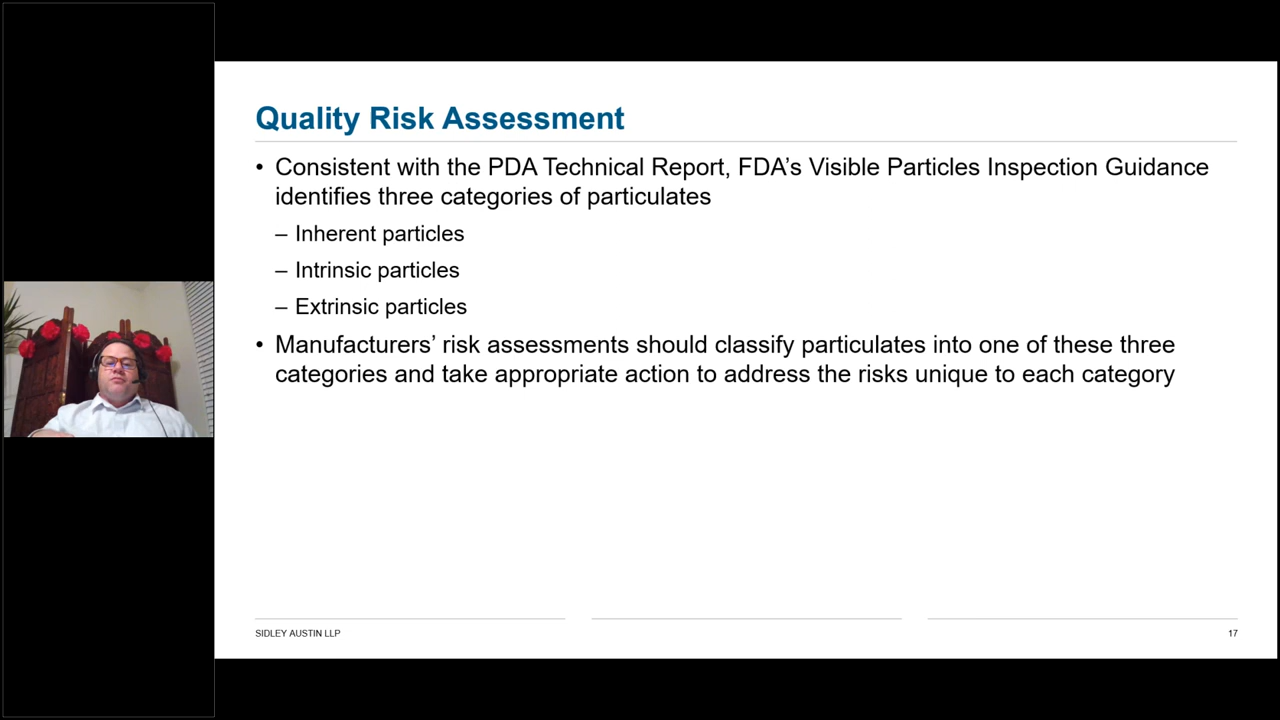 Quality Risk Assessment
• Consistent with the PDA Technical Report, FDA’s Visible Particles Inspection Guidance
identifies three categories of particulates
– Inherent particles
– Intrinsic particles
– Extrinsic particles
• Manufacturers’ risk assessments should classify particulates into one of these three
categories and take appropriate action to address the risks unique to each category
SIDLEY AUSTIN LLP
17